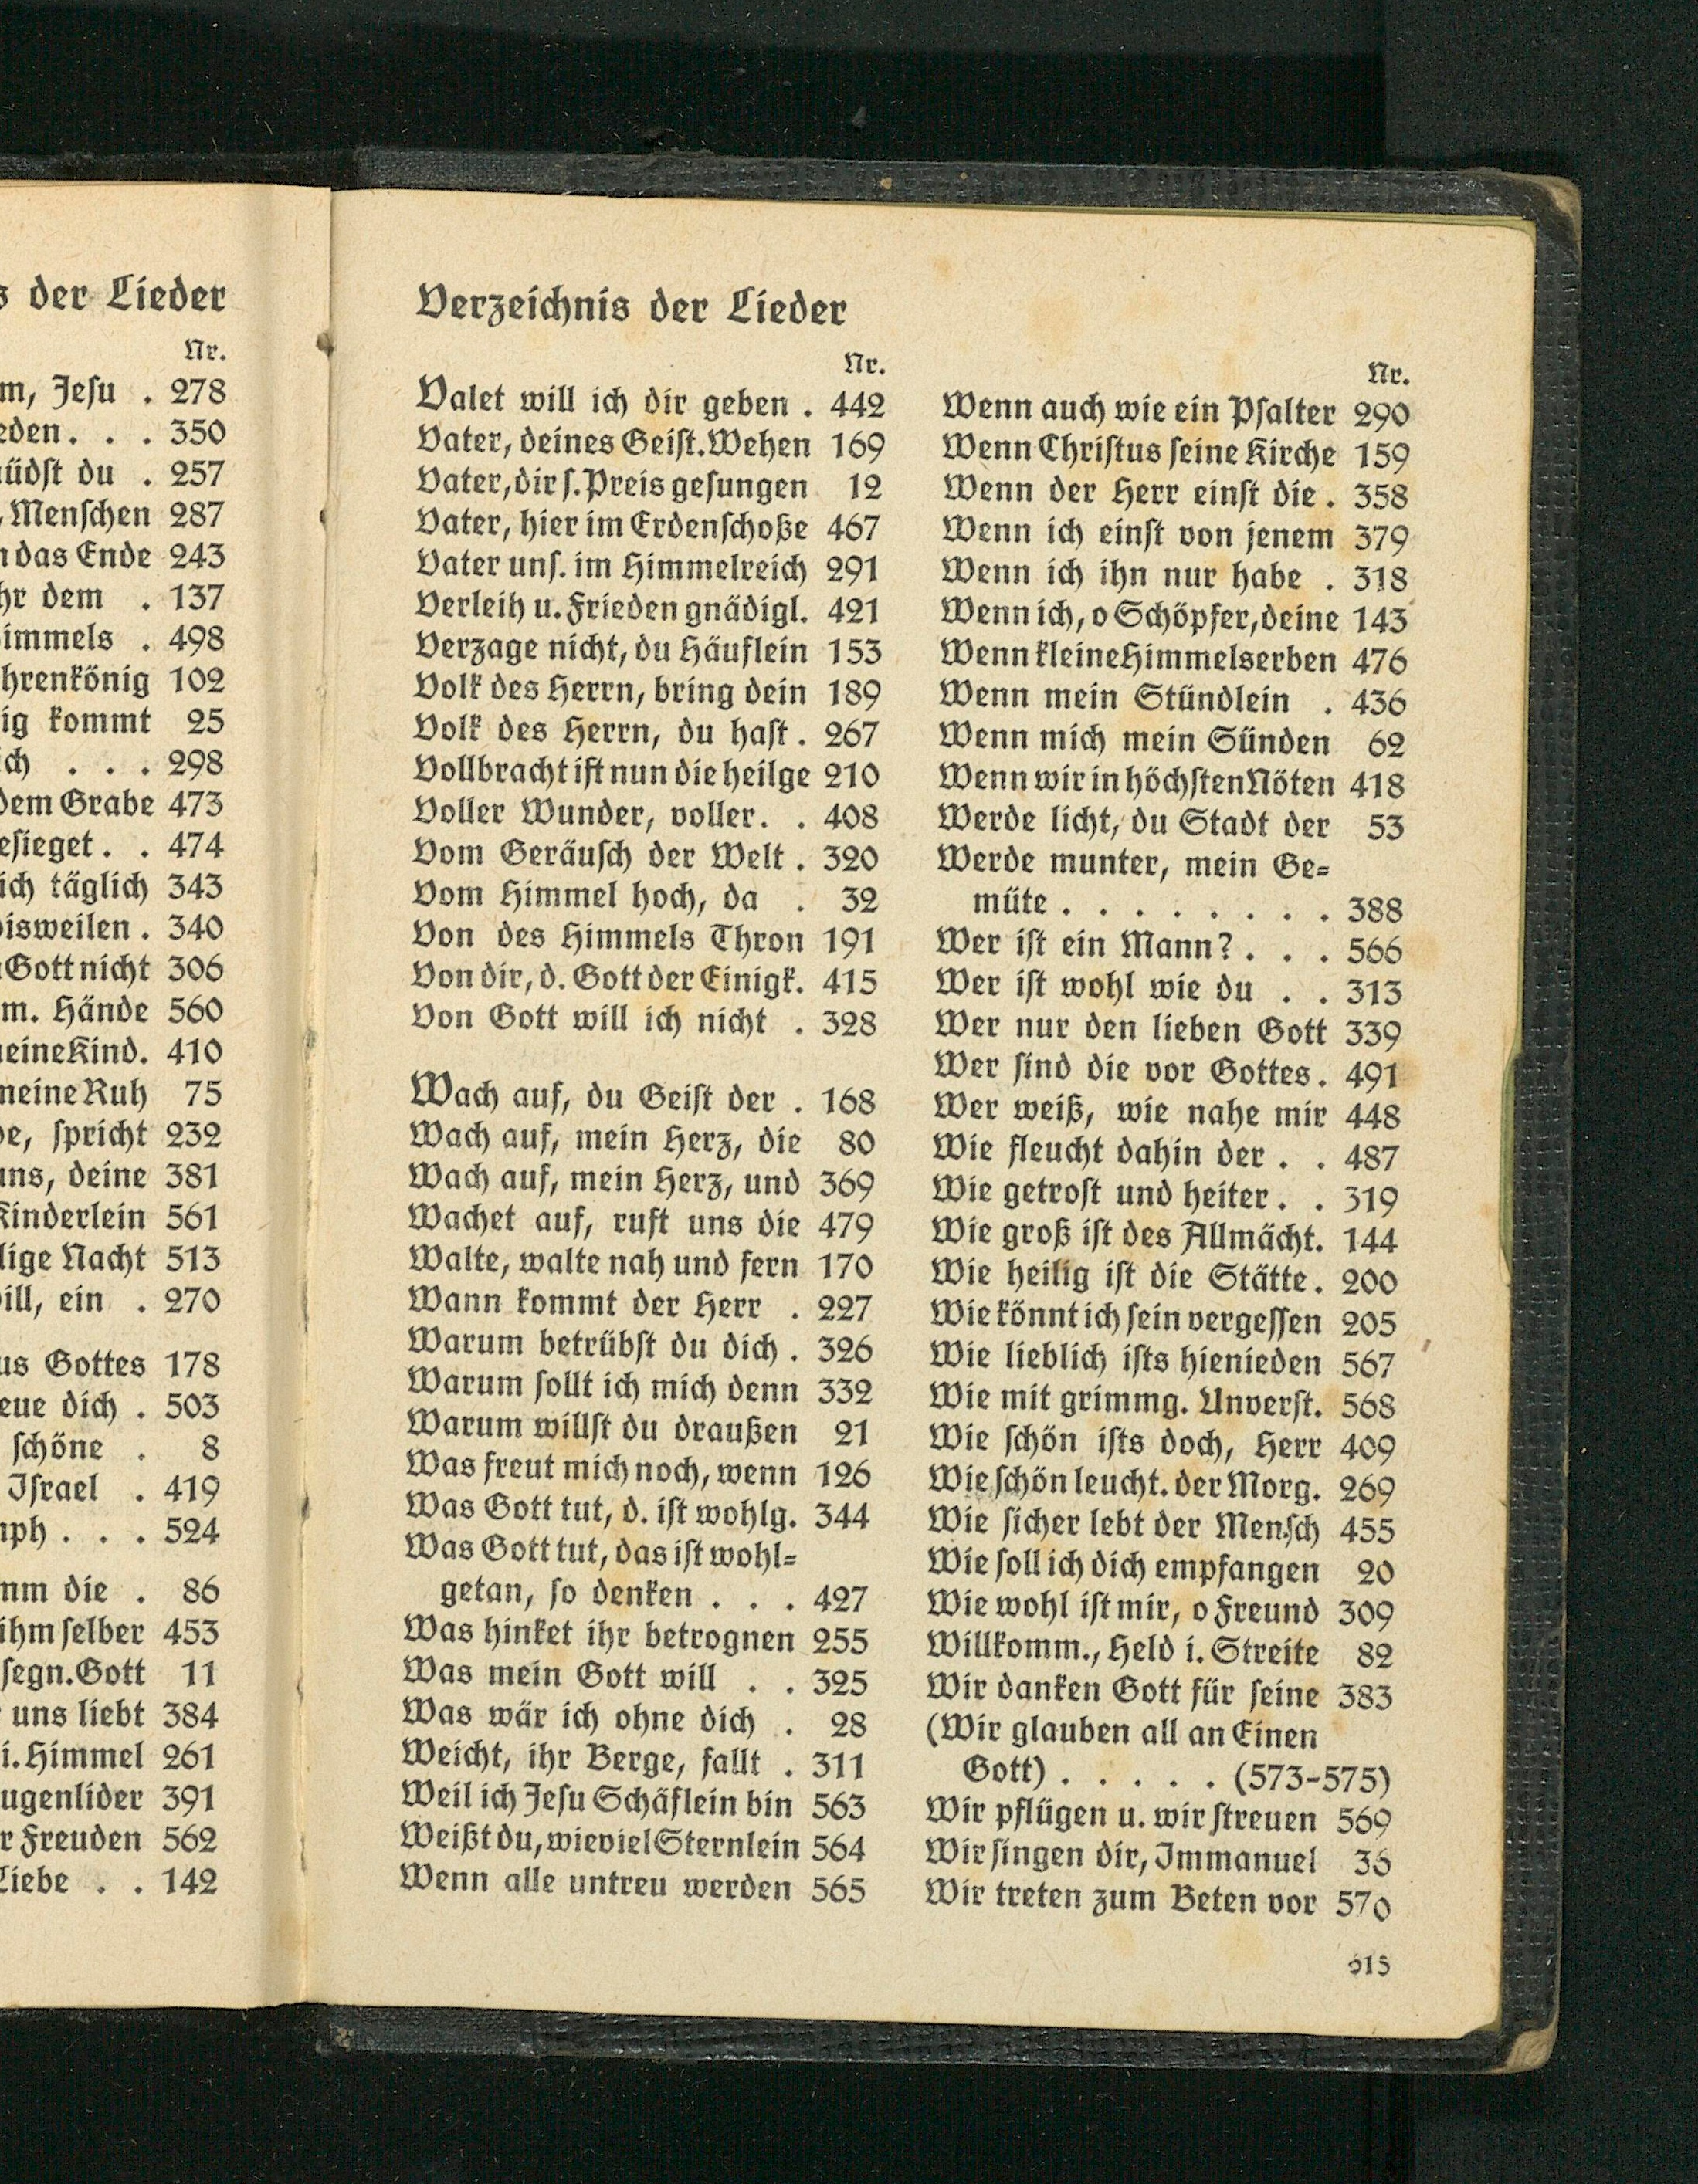 s der Lieder
Nr.
m, Jeſu . 278
eden. . . 350
üdſt du . 257
, Menſchen 287
das Ende 243
hr dem . 137
immels . 498
hrenkönig 102
ig kommt 25
ch . . . 298
dem Grabe 473
eſieget. . 474
ich täglich 343
bisweilen . 340
Gott nicht 306
m. Hände 560
eine Kind. 410
meine Ruh 75
be, ſpricht 232
uns, deine 381
Kinderlein 561
lige Nacht 513
ill, ein . 270
us Gottes 178
eue dich . 503
ſchöne . 8
Iſrael . 419
mph . . . 524
mm die . 86
ihm ſelber 453
ſegn. Gott 11
uns liebt 384
i. Himmel 261
ugenlider 391
r Freuden 562
Liebe . . 142
Verzeichnis der Lieder
Nr.
Valet will ich dir geben . 442
Vater, deines Geiſt. Wehen 169
Vater, dir ſ. Preis geſungen 12
Vater, hier im Erdenſchoße 467
Vater unſ. im Himmelreich 291
Verleih u. Frieden gnädigl. 421
Verzage nicht, du Häuflein 153
Volk des Herrn, bring dein 189
Volk des Herrn, du haſt . 267
Vollbracht iſt nun die heilge 210
Voller Wunder, voller. . 408
Vom Geräuſch der Welt . 320
Vom Himmel hoch, da . 32
Von des Himmels Thron 191
Von dir, d. Gott der Einigk. 415
Von Gott will ich nicht . 328
Wach auf, du Geiſt der . 168
Wach auf, mein Herz, die 80
Wach auf, mein Herz, und 369
Wachet auf, ruft uns die 479
Walte, walte nah und fern 170
Wann kommt der Herr . 227
Warum betrübſt du dich . 326
Warum ſollt ich mich denn 332
Warum willſt du draußen 21
Was freut mich noch, wenn 126
Was Gott tut, d. iſt wohlg. 344
Was Gott tut, das iſt wohl=
getan, ſo denken . . . 427
Was hinket ihr betrognen 255
Was mein Gott will . . 325
Was wär ich ohne dich . 28
Weicht, ihr Berge, fallt . 311
Weil ich Jeſu Schäflein bin 563
Weißt du, wieviel Sternlein 564
Wenn alle untreu werden 565
Nr.
Wenn auch wie ein Pſalter 290
Wenn Chriſtus ſeine Kirche 159
Wenn der Herr einſt die . 358
Wenn ich einſt von jenem 379
Wenn ich ihn nur habe . 318
Wenn ich, o Schöpfer, deine 143
Wenn kleine Himmelserben 476
Wenn mein Stündlein . 436
Wenn mich mein Sünden 62
Wenn wir in höchſten Nöten 418
Werde licht, du Stadt der 53
Werde munter, mein Ge=
müte . . . . . . . . 388
Wer iſt ein Mann? . . . 566
Wer iſt wohl wie du . . 313
Wer nur den lieben Gott 339
Wer ſind die vor Gottes . 491
Wer weiß, wie nahe mir 448
Wie fleucht dahin der . . 487
Wie getroſt und heiter . . 319
Wie groß iſt des Allmächt. 144
Wie heilig iſt die Stätte . 200
Wie könnt ich ſein vergeſſen 205
Wie lieblich iſts hienieden 567
Wie mit grimmg. Unverſt. 568
Wie ſchön iſts doch, Herr 409
Wie ſchön leucht. der Morg. 269
Wie ſicher lebt der Menſch 455
Wie ſoll ich dich empfangen 20
Wie wohl iſt mir, o Freund 309
Willkomm., Held i. Streite 82
Wir danken Gott für ſeine 383
(Wir glauben all an Einen
Gott) . . . . . (573-575)
Wir pflügen u. wir ſtreuen 569
Wir ſingen dir, Immanuel
Wir treten zum Beten vor 570